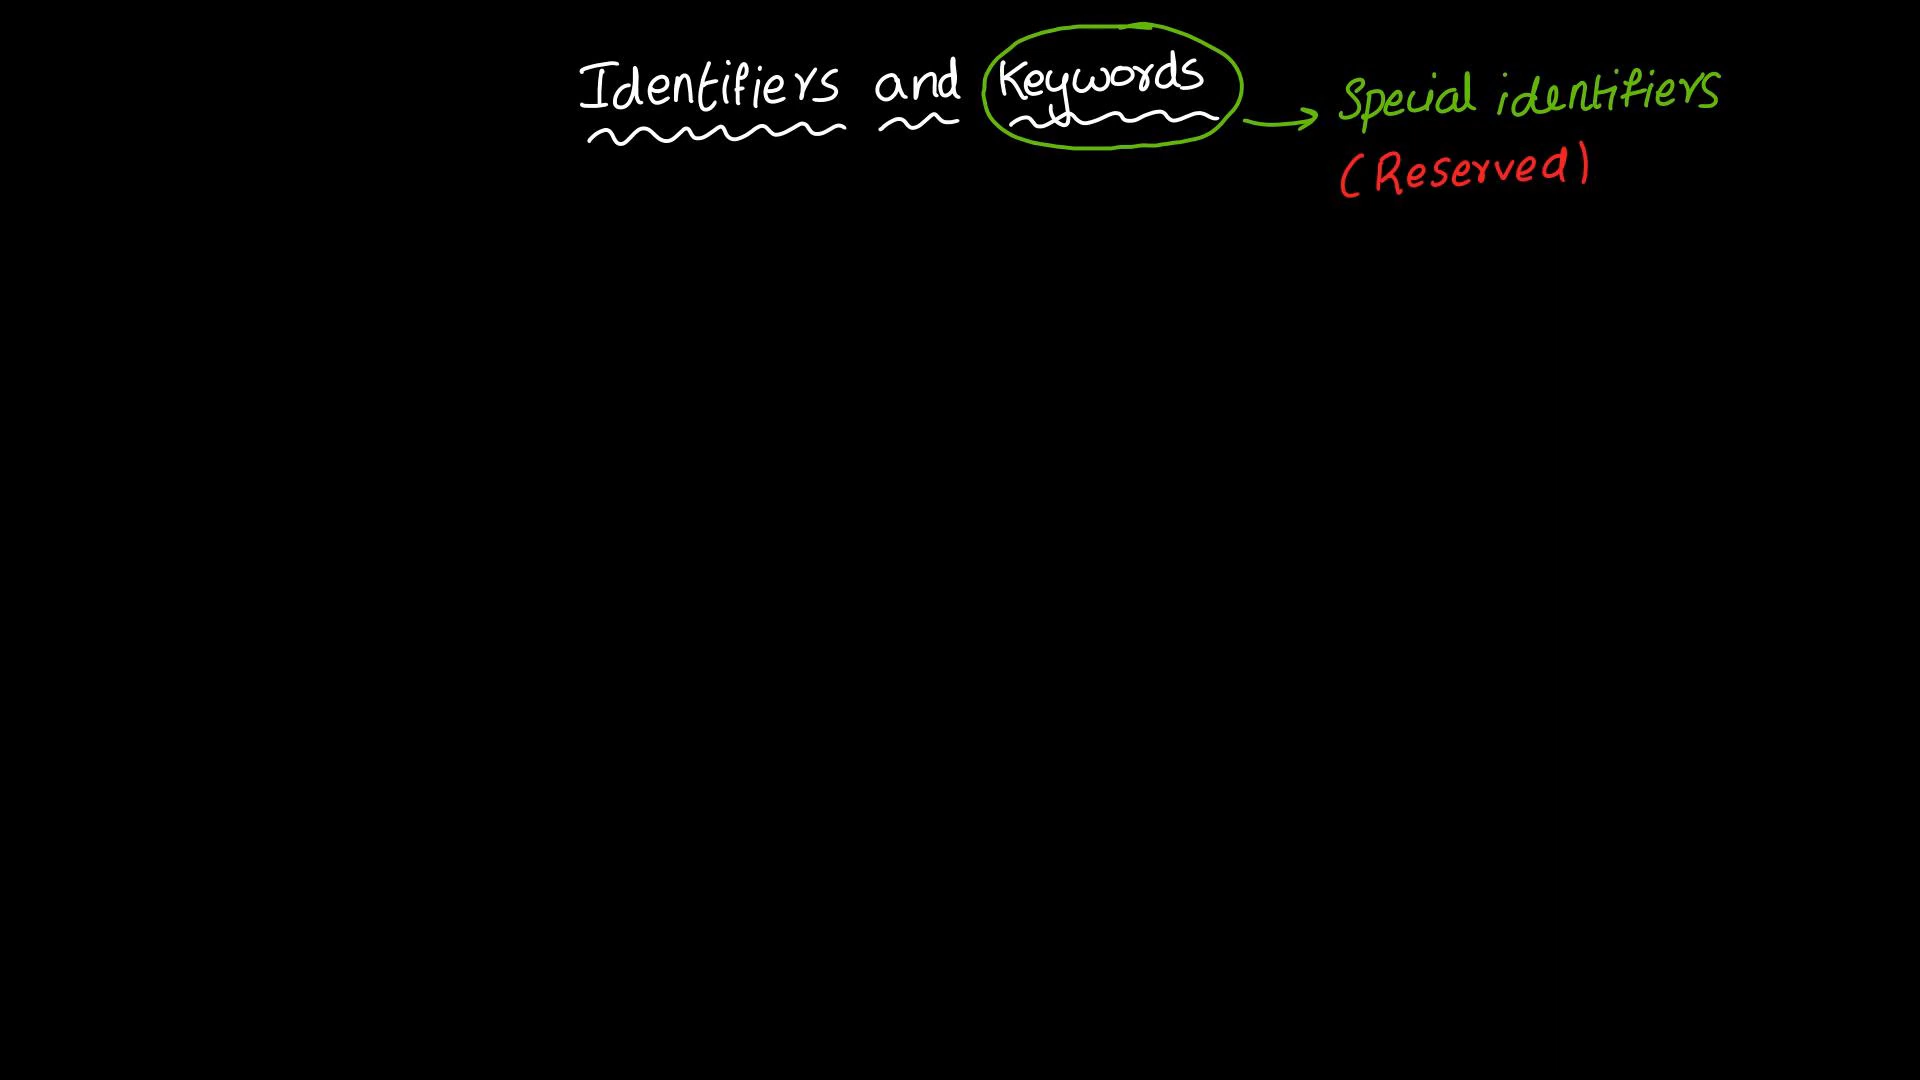 Identifiers and Keywords → Special identifiers
(Reserved)